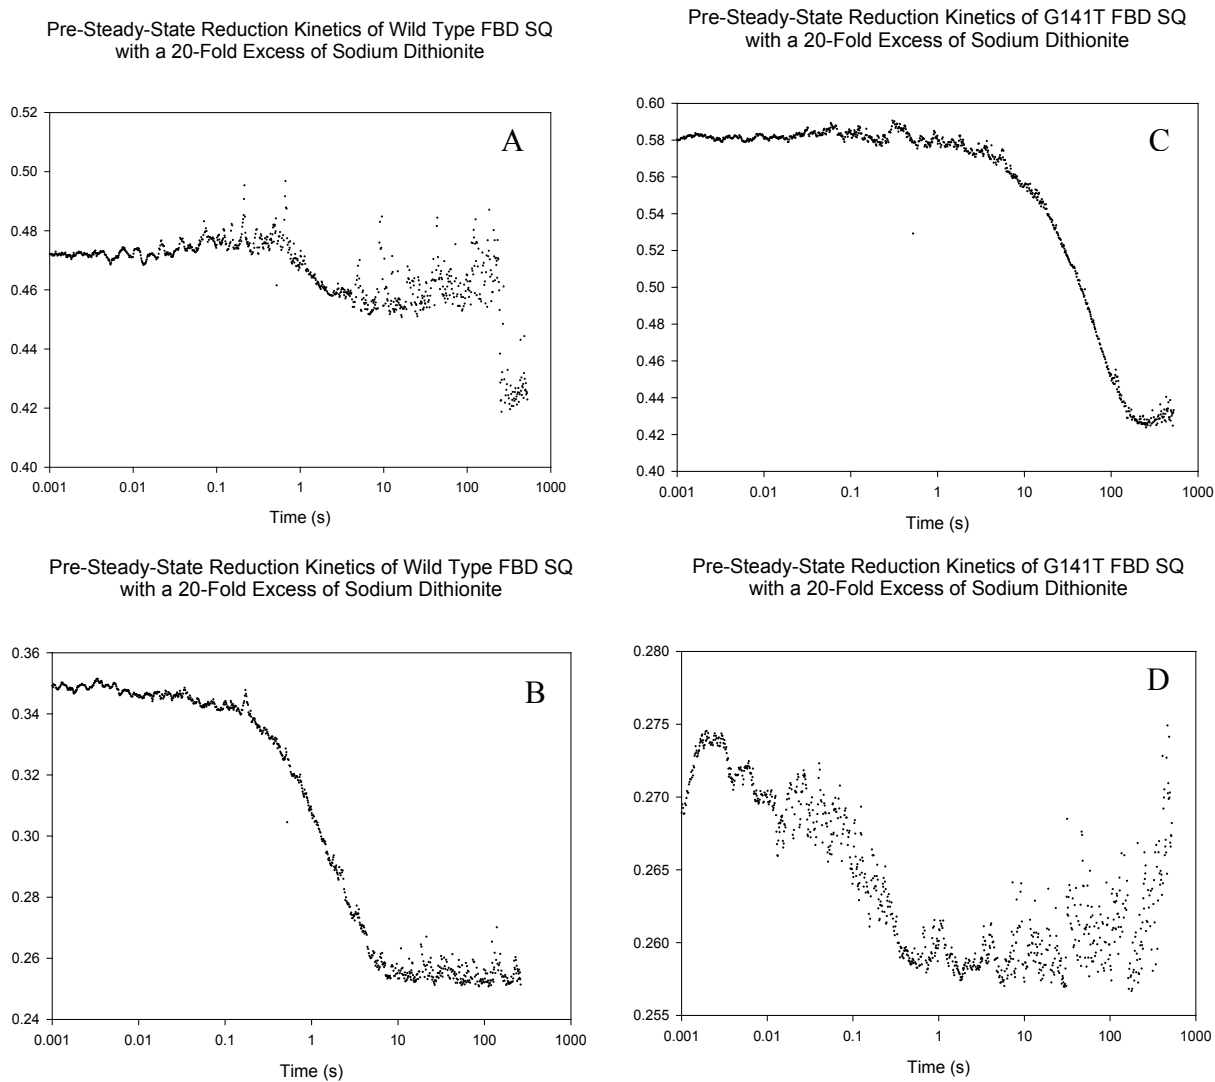 Pre-Steady-State Reduction Kinetics of Wild Type FBD SQ
with a 20-Fold Excess of Sodium Dithionite
0.52
0.50
0.48
0.46
0.44
0.42
0.40
A
0.001 0.01 0.1 1 10 100 1000
Time (s)
Pre-Steady-State Reduction Kinetics of G141T FBD SQ
with a 20-Fold Excess of Sodium Dithionite
0.60
0.58
0.56
0.54
0.52
0.50
0.48
0.46
0.44
0.42
0.40
C
0.001 0.01 0.1 1 10 100 1000
Time (s)
Pre-Steady-State Reduction Kinetics of Wild Type FBD SQ
with a 20-Fold Excess of Sodium Dithionite
0.36
0.34
0.32
0.30
0.28
0.26
0.24
B
0.001 0.01 0.1 1 10 100 1000
Time (s)
Pre-Steady-State Reduction Kinetics of G141T FBD SQ
with a 20-Fold Excess of Sodium Dithionite
0.280
0.275
0.270
0.265
0.260
0.255
D
0.001 0.01 0.1 1 10 100 1000
Time (s)